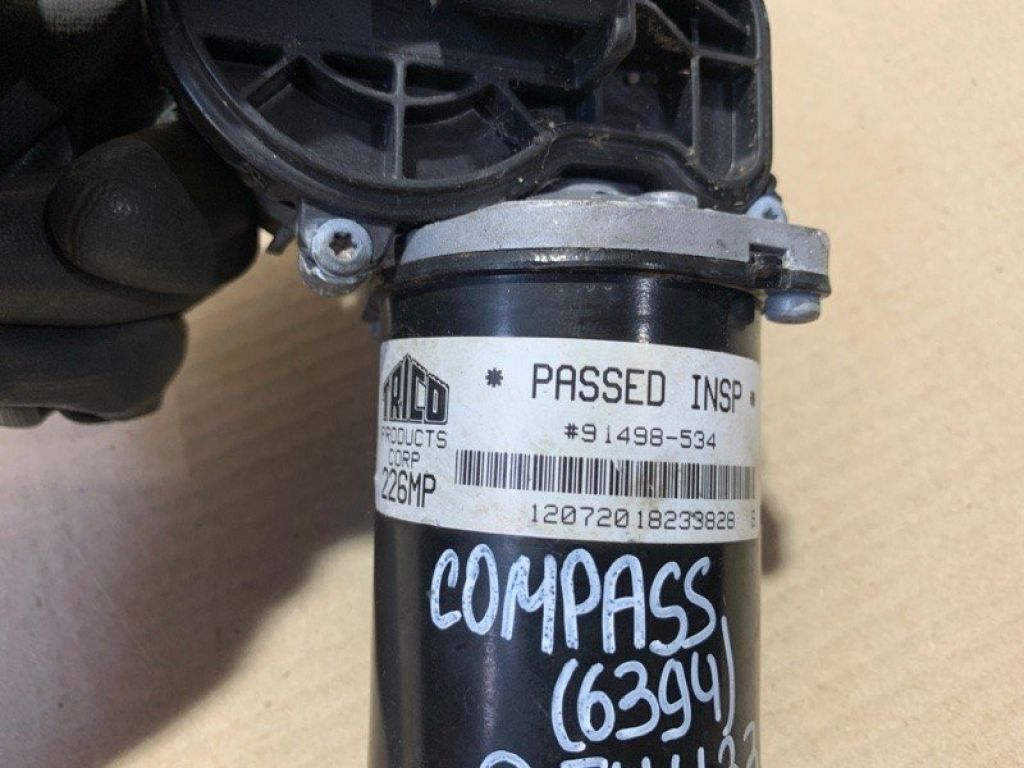 TRICO
PRODUCTS
CORP
226MP
* PASSED INSP *
#91498-534
12072018233828
COMPASS
(6394)